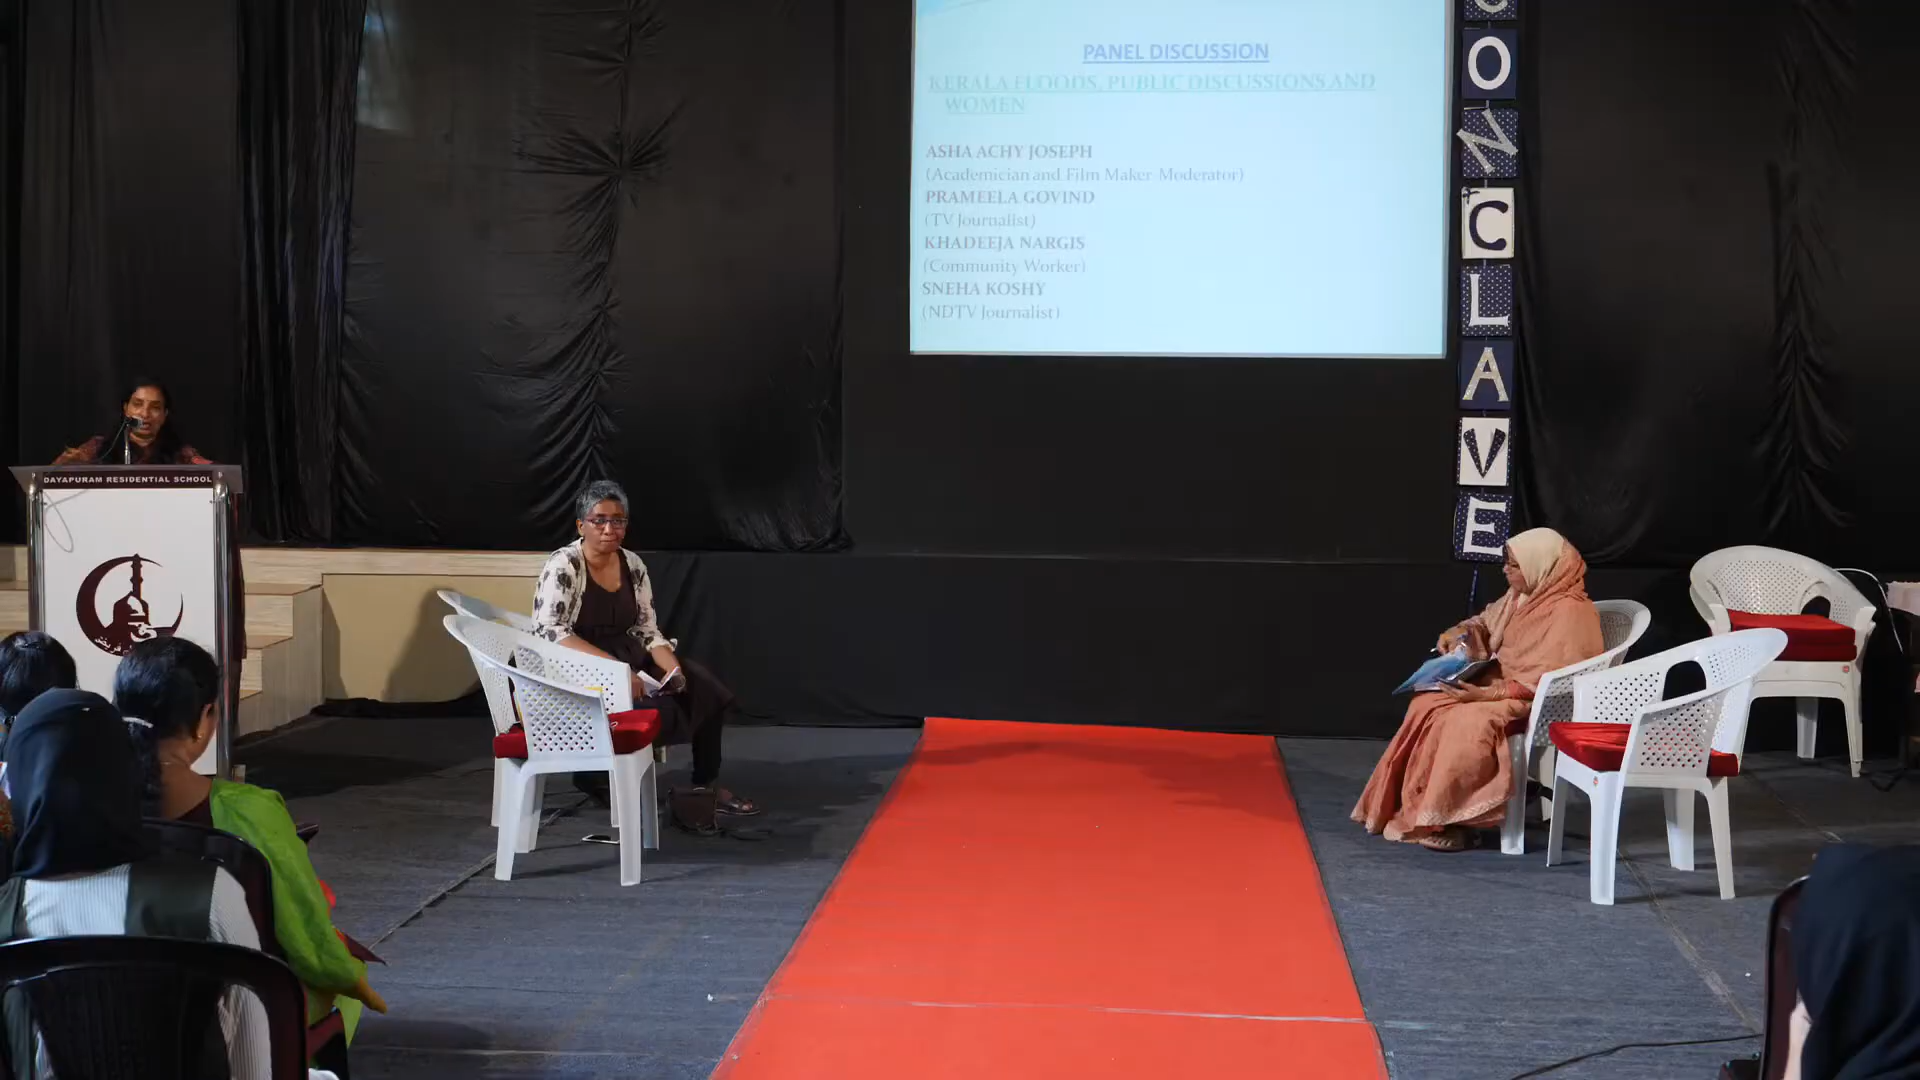 PANEL DISCUSSION
KERALA FLOODS, PUBLIC DISCUSSIONS AND
WOMEN
ASHA ACHY JOSEPH
(Academician and Film Maker-Moderator)
PRAMEELA GOVIND
(TV Journalist)
KHADEEJA NARGIS
(Community Worker)
SNEHA KOSHY
(NDTV Journalist)
CONCLAVE
DAYAPURAM RESIDENTIAL SCHOOL